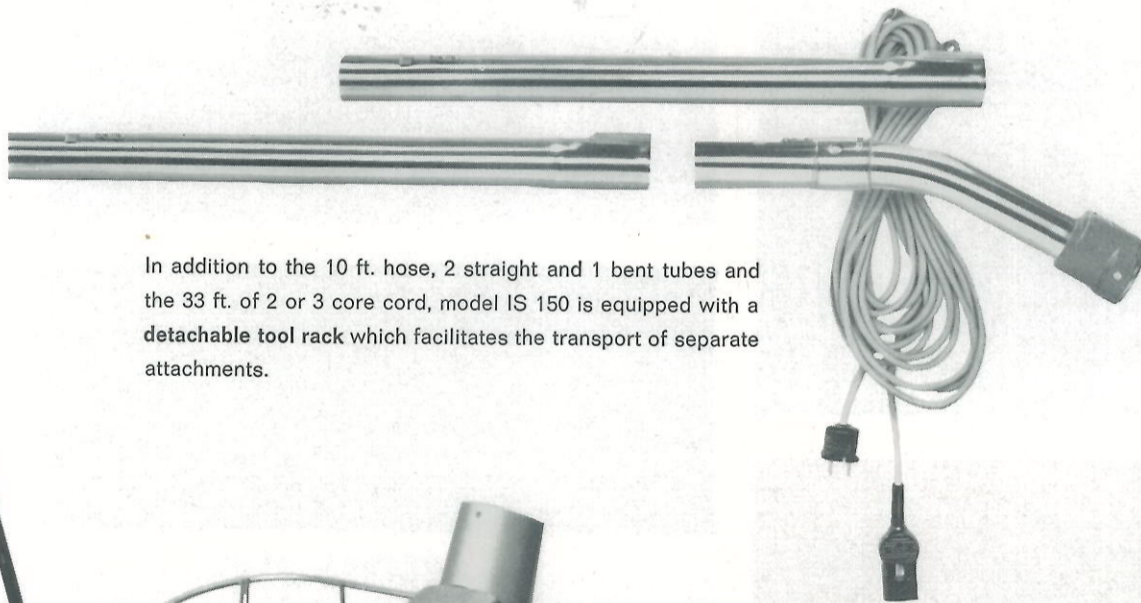 In addition to the 10 ft. hose, 2 straight and 1 bent tubes and
the 33 ft. of 2 or 3 core cord, model IS 150 is equipped with a
detachable tool rack which facilitates the transport of separate
attachments.